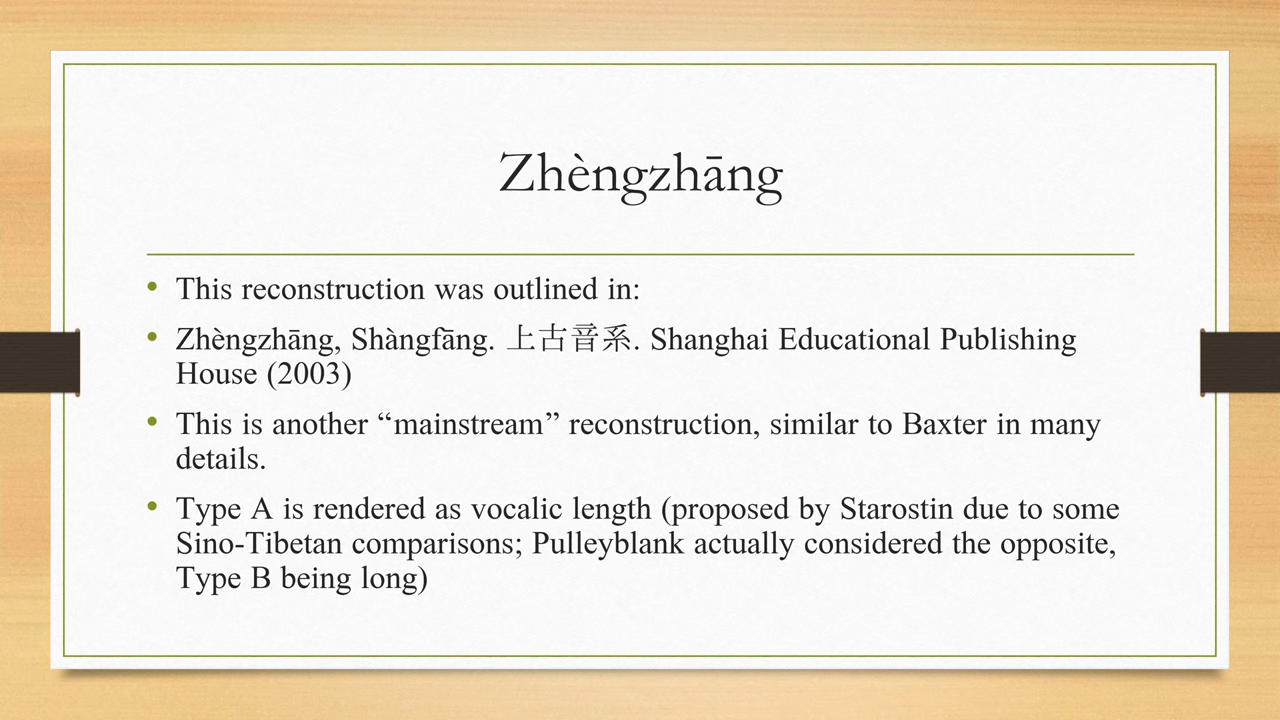 Zhèngzhāng
• This reconstruction was outlined in:
• Zhèngzhāng, Shàngfāng. 上古音系. Shanghai Educational Publishing
House (2003)
• This is another “mainstream” reconstruction, similar to Baxter in many
details.
• Type A is rendered as vocalic length (proposed by Starostin due to some
Sino-Tibetan comparisons; Pulleyblank actually considered the opposite,
Type B being long)